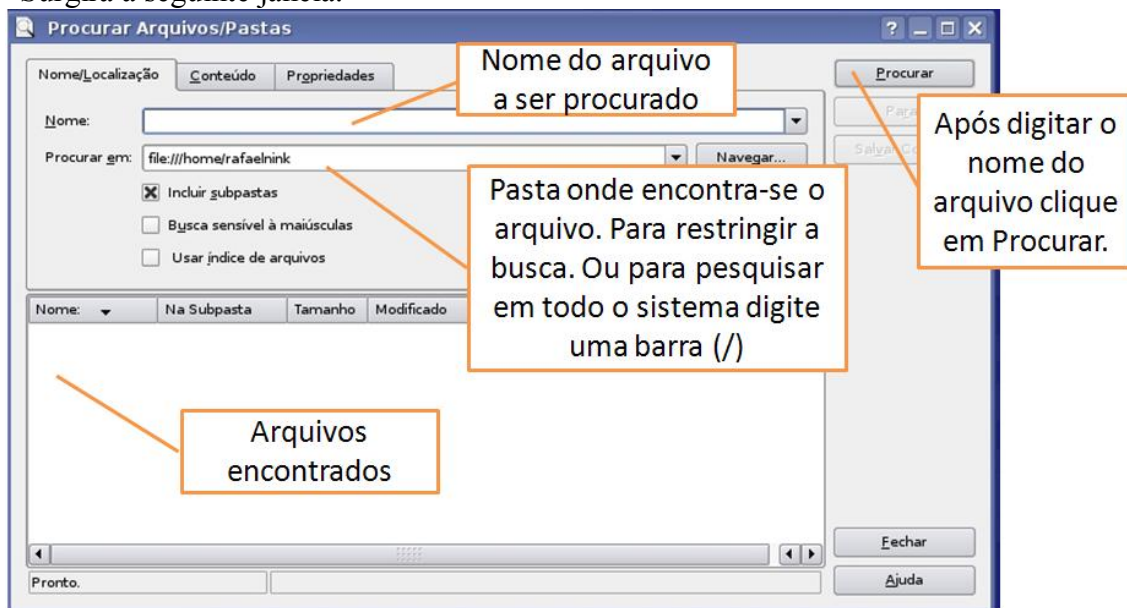 Surgirá a seguinte janela:
Procurar Arquivos/Pastas
Nome/Localização Conteúdo Propriedades
Nome do arquivo
a ser procurado
Procurar
Nome:
Procurar em: file:///home/rafaelnink Navegar...
Após digitar o
nome do
arquivo clique
em Procurar.
Incluir subpastas
Busca sensível à maiúsculas
Usar índice de arquivos
Pasta onde encontra-se o
arquivo. Para restringir a
busca. Ou para pesquisar
em todo o sistema digite
uma barra (/)
Nome: Na Subpasta Tamanho Modificado
Arquivos
encontrados
Fechar
Pronto.
Ajuda